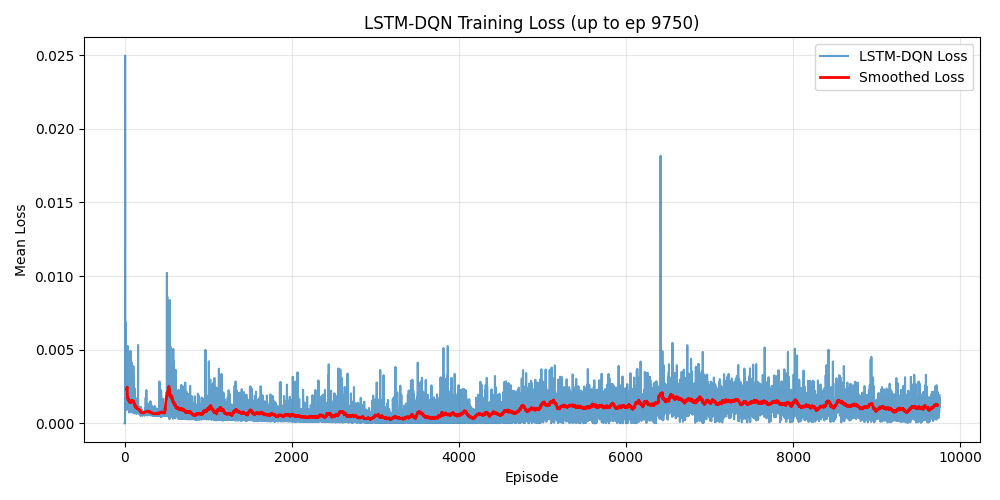 LSTM-DQN Training Loss (up to ep 9750)
LSTM-DQN Loss
Smoothed Loss
Mean Loss
0.025
0.020
0.015
0.010
0.005
0.000
0 2000 4000 6000 8000 10000
Episode